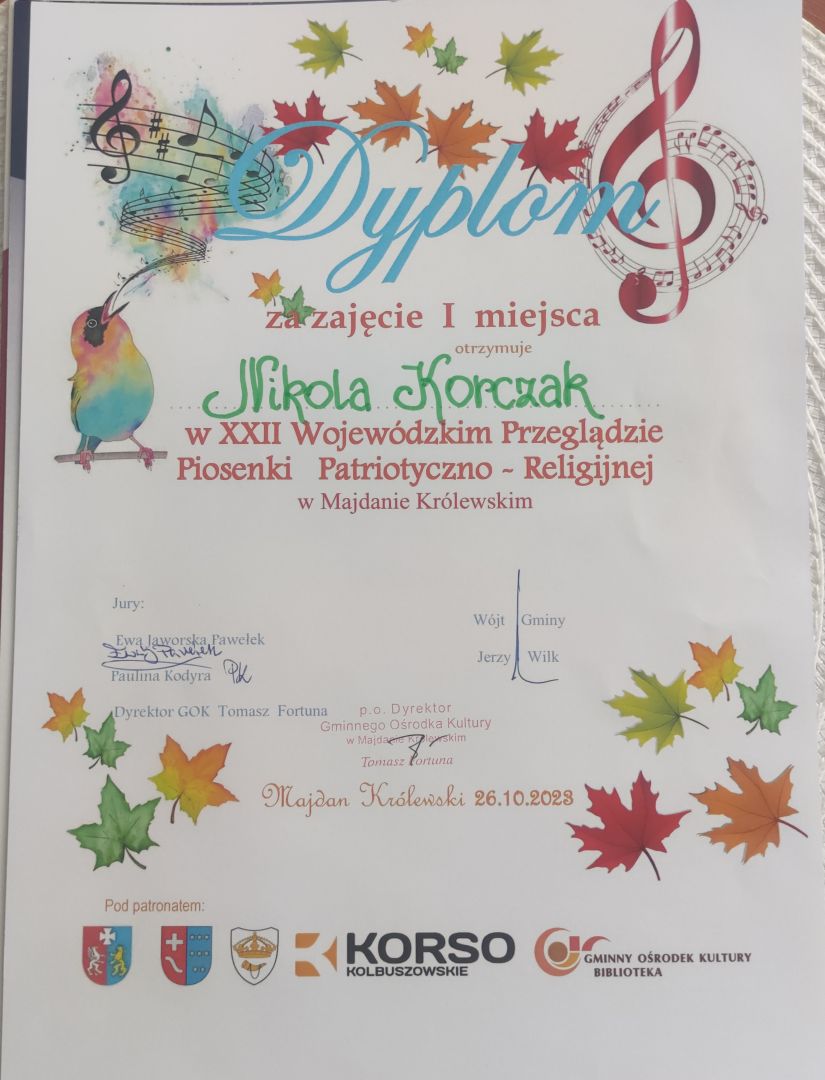 Dyplom
za zajęcie I miejsca
otrzymuje
Nikola Korczak
w XXII Wojewódzkim Przeglądzie
Piosenki Patriotyczno - Religijnej
w Majdanie Królewskim
Jury:
Ewa Jaworska Pawełek
Paulina Kodyra PK
Wójt Gminy
Jerzy Wilk
Dyrektor GOK Tomasz Fortuna
p.o. Dyrektor
Gminnego Ośrodka Kultury
w Majdanie Królewskim
Tomasz Fortuna
Majdan Królewski 26.10.2023
Pod patronatem:
KORSO
KOLBUSZOWSKIE
GMINNY OŚRODEK KULTURY
BIBLIOTEKA